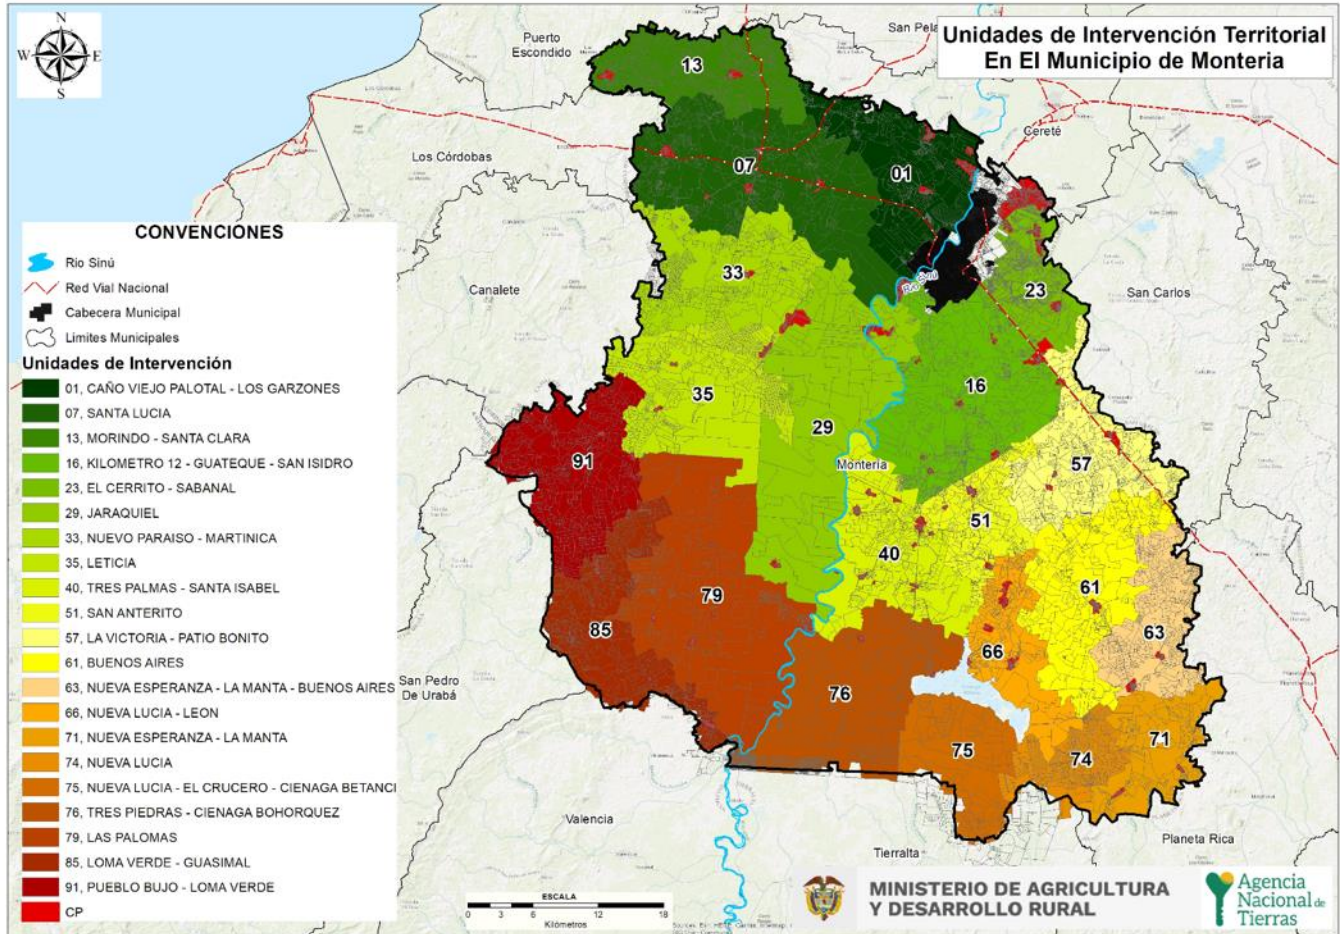 N
W
E
S
Unidades de Intervención Territorial
En El Municipio de Monteria
Puerto
Escondido
San Pela
Cereté
Los Córdobas
Canalete
San Carlos
Río Sinú
Montería
San Pedro
De Urabá
Valencia
Tierralta
Planeta Rica
13
07
01
33
23
35
16
29
91
57
51
40
79
61
85
63
66
76
75
74
71
CONVENCIONES
Rio Sinú
Red Vial Nacional
Cabecera Municipal
Limites Municipales
Unidades de Intervención
01, CAÑO VIEJO PALOTAL - LOS GARZONES
07, SANTA LUCIA
13, MORINDO - SANTA CLARA
16, KILOMETRO 12 - GUATEQUE - SAN ISIDRO
23, EL CERRITO - SABANAL
29, JARAQUIEL
33, NUEVO PARAISO - MARTINICA
35, LETICIA
40, TRES PALMAS - SANTA ISABEL
51, SAN ANTERITO
57, LA VICTORIA - PATIO BONITO
61, BUENOS AIRES
63, NUEVA ESPERANZA - LA MANTA - BUENOS AIRES
66, NUEVA LUCIA - LEON
71, NUEVA ESPERANZA - LA MANTA
74, NUEVA LUCIA
75, NUEVA LUCIA - EL CRUCERO - CIENAGA BETANCI
76, TRES PIEDRAS - CIENAGA BOHORQUEZ
79, LAS PALOMAS
85, LOMA VERDE - GUASIMAL
91, PUEBLO BUJO - LOMA VERDE
CP
ESCALA
0 3 6 12 18
Kilómetros
MINISTERIO DE AGRICULTURA
Y DESARROLLO RURAL
Agencia
Nacional de
Tierras